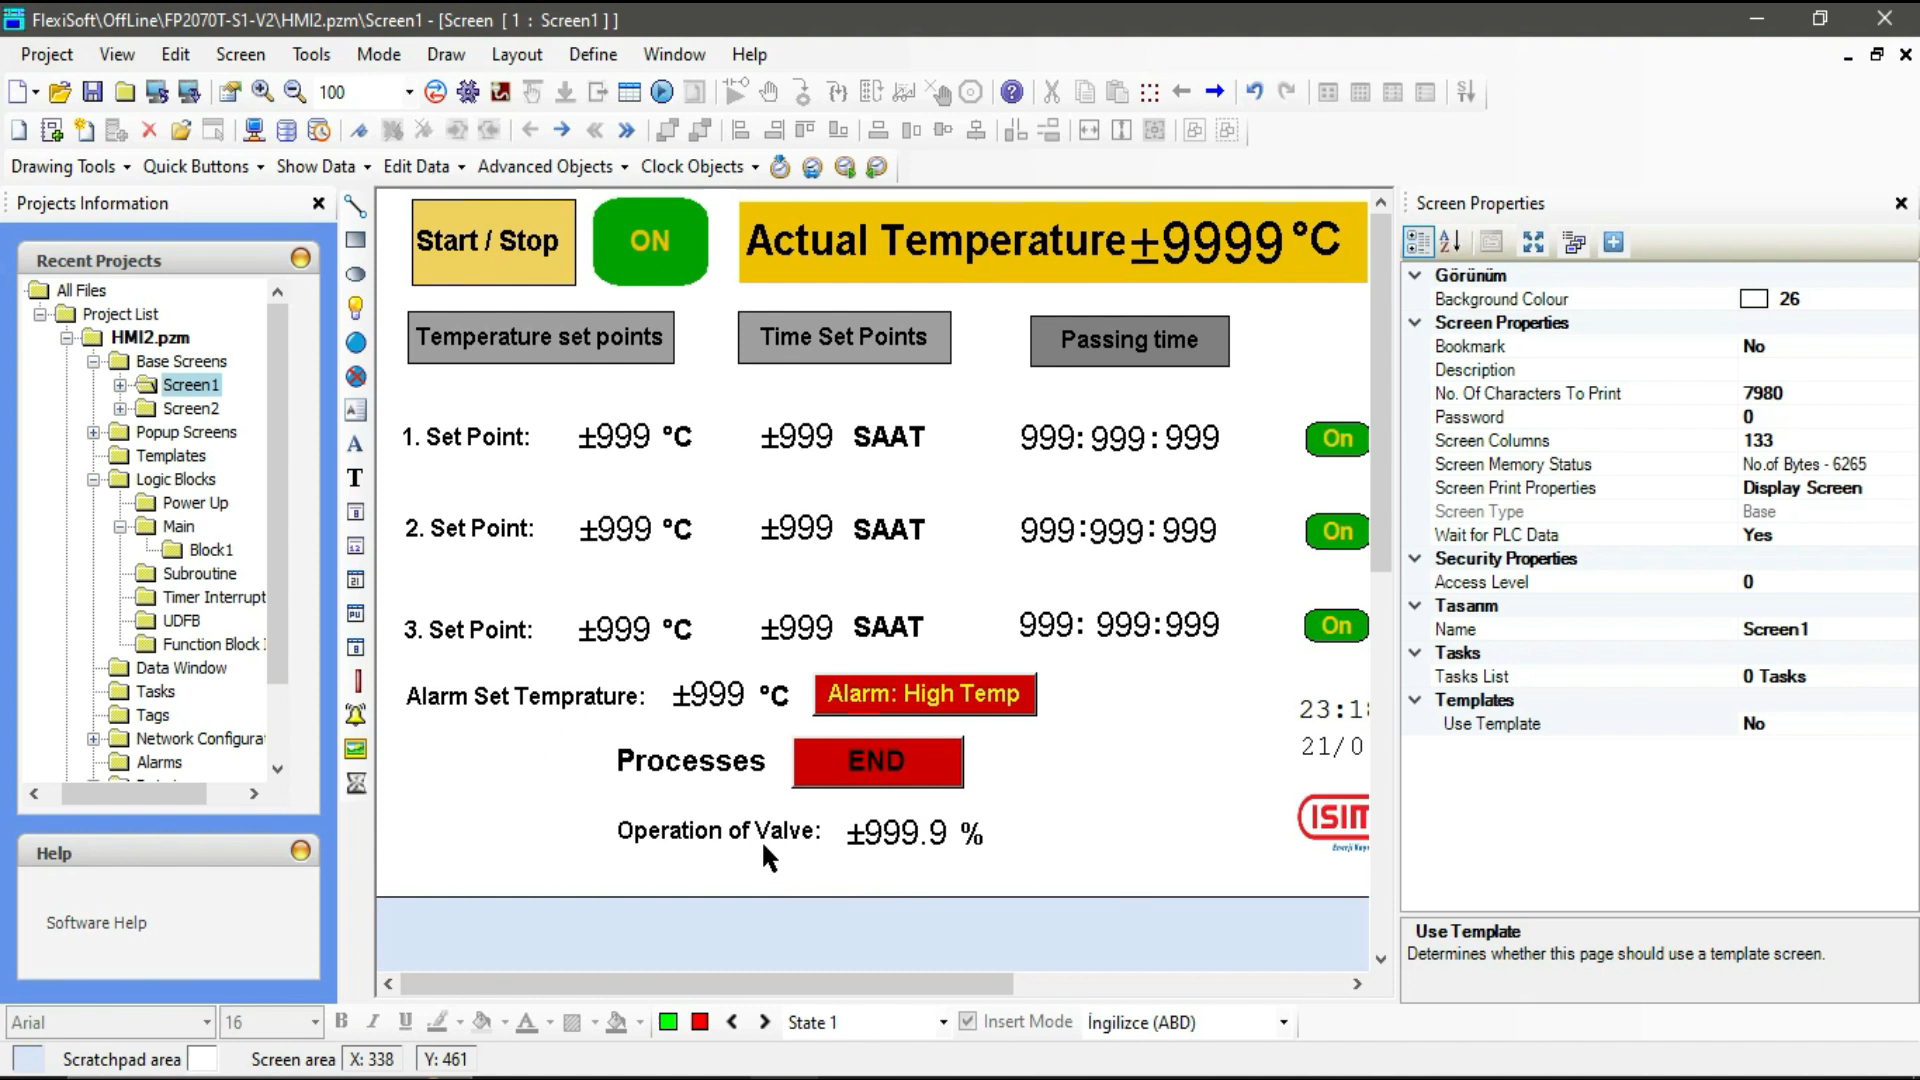 FlexiSoft\OffLine\FP2070T-S1-V2\HMI2.pzm\Screen1 - [Screen [ 1 : Screen1 ] ]
Project View Edit Screen Tools Mode Draw Layout Define Window Help
100
Drawing Tools Quick Buttons Show Data Edit Data Advanced Objects Clock Objects
Projects Information
Recent Projects
All Files
Project List
HMI2.pzm
Base Screens
Screen1
Screen2
Popup Screens
Templates
Logic Blocks
Power Up
Main
Block1
Subroutine
Timer Interrupt
UDFB
Function Block
Data Window
Tasks
Tags
Network Configura
Alarms
Help
Software Help
Start / Stop ON Actual Temperature ±9999 °C
Temperature set points Time Set Points Passing time
1. Set Point: ±999 °C ±999 SAAT 999:999:999 On
2. Set Point: ±999 °C ±999 SAAT 999:999:999 On
3. Set Point: ±999 °C ±999 SAAT 999:999:999 On
Alarm Set Temprature: ±999 °C Alarm: High Temp
23:18
21/0
Processes END
Operation of Valve: ±999.9 %
Screen Properties
Görünüm
Background Colour 26
Screen Properties
Bookmark No
Description
No. Of Characters To Print 7980
Password 0
Screen Columns 133
Screen Memory Status No.of Bytes - 6265
Screen Print Properties Display Screen
Screen Type Base
Wait for PLC Data Yes
Security Properties
Access Level 0
Tasarım
Name Screen1
Tasks
Tasks List 0 Tasks
Templates
Use Template No
Use Template
Determines whether this page should use a template screen.
Arial 16 B I U A State 1 Insert Mode İngilizce (ABD)
Scratchpad area Screen area X: 338 Y: 461